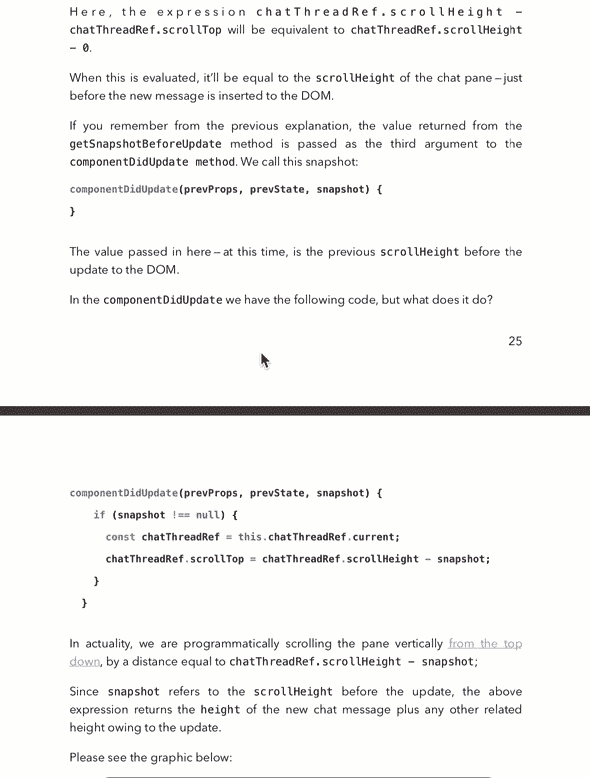 Here, the expression chatThreadRef.scrollHeight -
chatThreadRef.scrollTop will be equivalent to chatThreadRef.scrollHeight
- 0.
When this is evaluated, it’ll be equal to the scrollHeight of the chat pane – just
before the new message is inserted to the DOM.
If you remember from the previous explanation, the value returned from the
getSnapshotBeforeUpdate method is passed as the third argument to the
componentDidUpdate method. We call this snapshot:
componentDidUpdate(prevProps, prevState, snapshot) {
}
The value passed in here – at this time, is the previous scrollHeight before the
update to the DOM.
In the componentDidUpdate we have the following code, but what does it do?
25
componentDidUpdate(prevProps, prevState, snapshot) {
if (snapshot !== null) {
const chatThreadRef = this.chatThreadRef.current;
chatThreadRef.scrollTop = chatThreadRef.scrollHeight - snapshot;
}
}
In actuality, we are programmatically scrolling the pane vertically from the top
down, by a distance equal to chatThreadRef.scrollHeight - snapshot;
Since snapshot refers to the scrollHeight before the update, the above
expression returns the height of the new chat message plus any other related
height owing to the update.
Please see the graphic below: